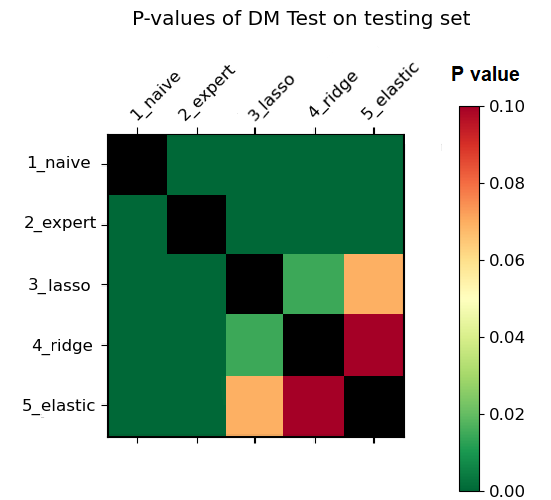 P-values of DM Test on testing set
P value
1_naive
2_expert
3_lasso
4_ridge
5_elastic
1_naive
2_expert
3_lasso
4_ridge
5_elastic
0.10
0.08
0.06
0.04
0.02
0.00